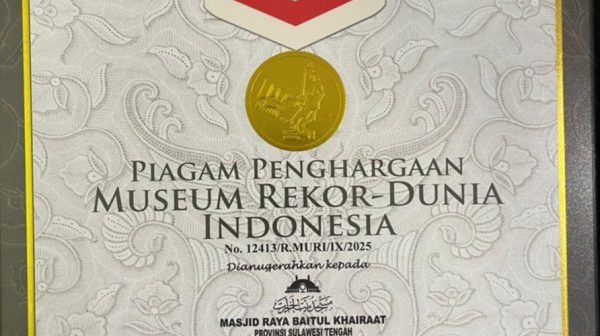 PIAGAM PENGHARGAAN
MUSEUM REKOR-DUNIA
INDONESIA
No. 12413/R.MURI/IX/2025
Dianugerahkan kepada
MASJID RAYA BAITUL KHAIRAAT
PROVINSI SULAWESI TENGAH